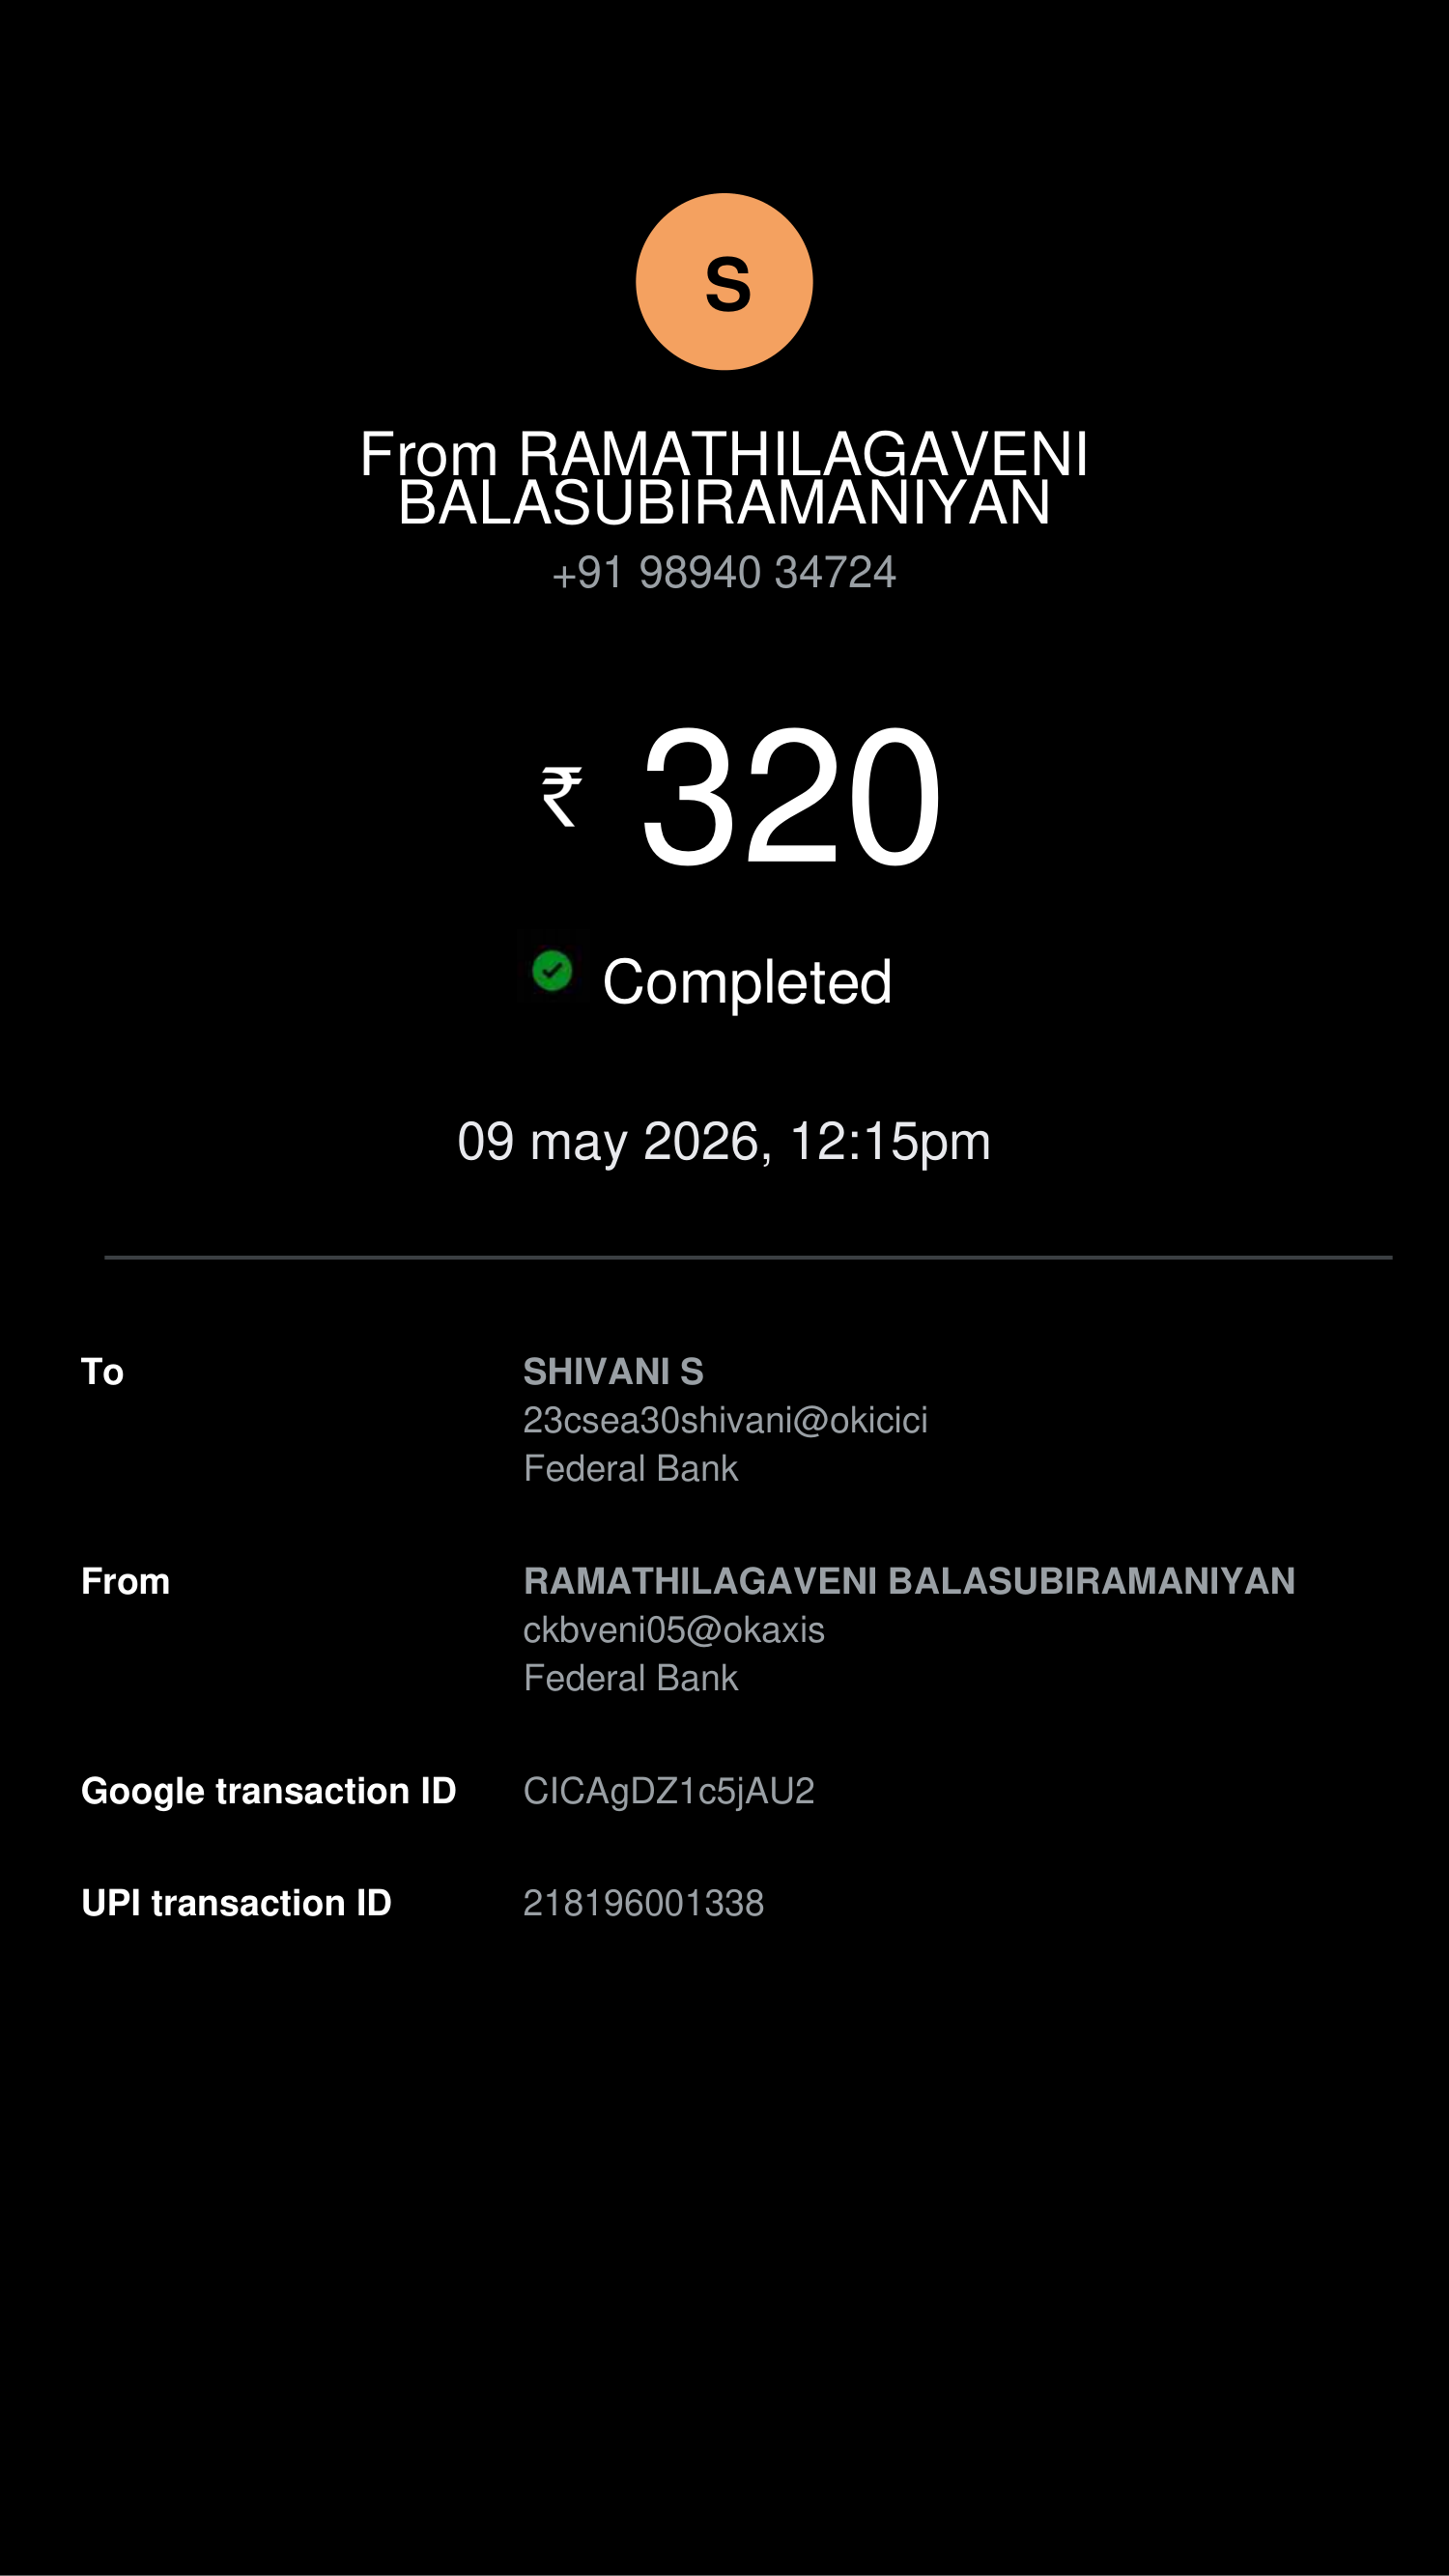 S
From RAMATHILAGAVENI
BALASUBIRAMANIYAN
+91 98940 34724
₹ 320
Completed
09 may 2026, 12:15pm
To
SHIVANI S
23csea30shivani@okicici
Federal Bank
From
RAMATHILAGAVENI BALASUBIRAMANIYAN
ckbveni05@okaxis
Federal Bank
Google transaction ID
CICAgDZ1c5jAU2
UPI transaction ID
218196001338